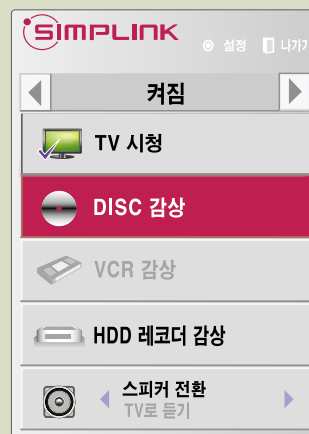 SIMPLINK
설정 나가기
켜짐
TV 시청
DISC 감상
VCR 감상
HDD 레코더 감상
스피커 전환
TV로 듣기